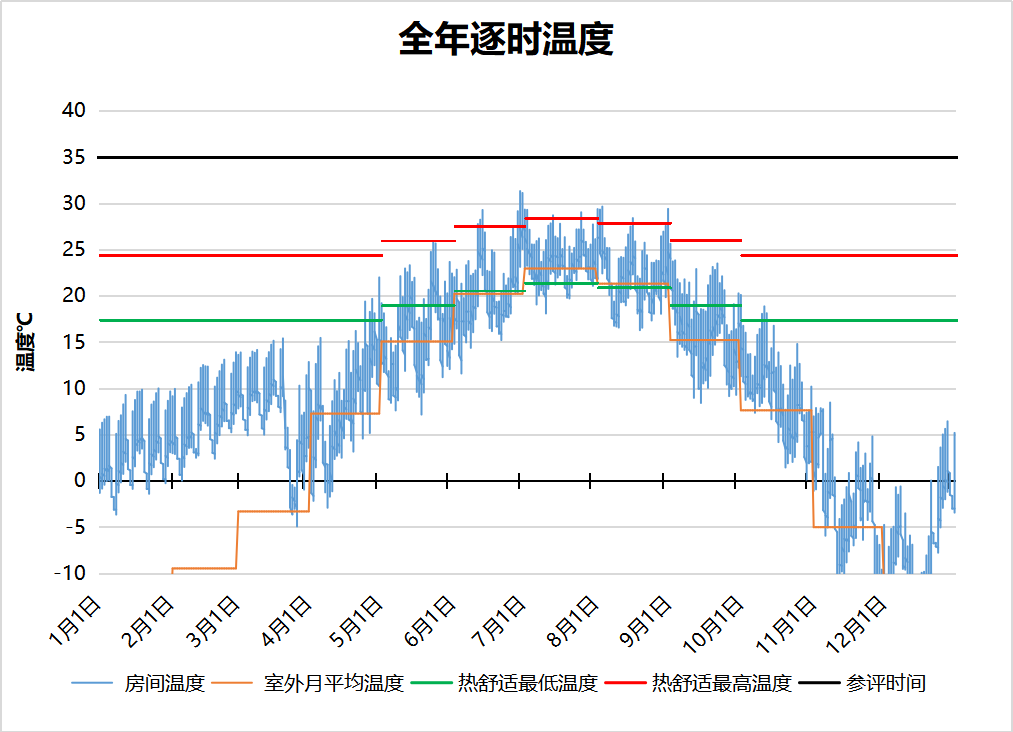 全年逐时温度
40
35
30
25
20
15
10
5
0
-5
-10
温度℃
1月1日
2月1日
3月1日
4月1日
5月1日
6月1日
7月1日
8月1日
9月1日
10月1日
11月1日
12月1日
房间温度 室外月平均温度 热舒适最低温度 热舒适最高温度 参评时间